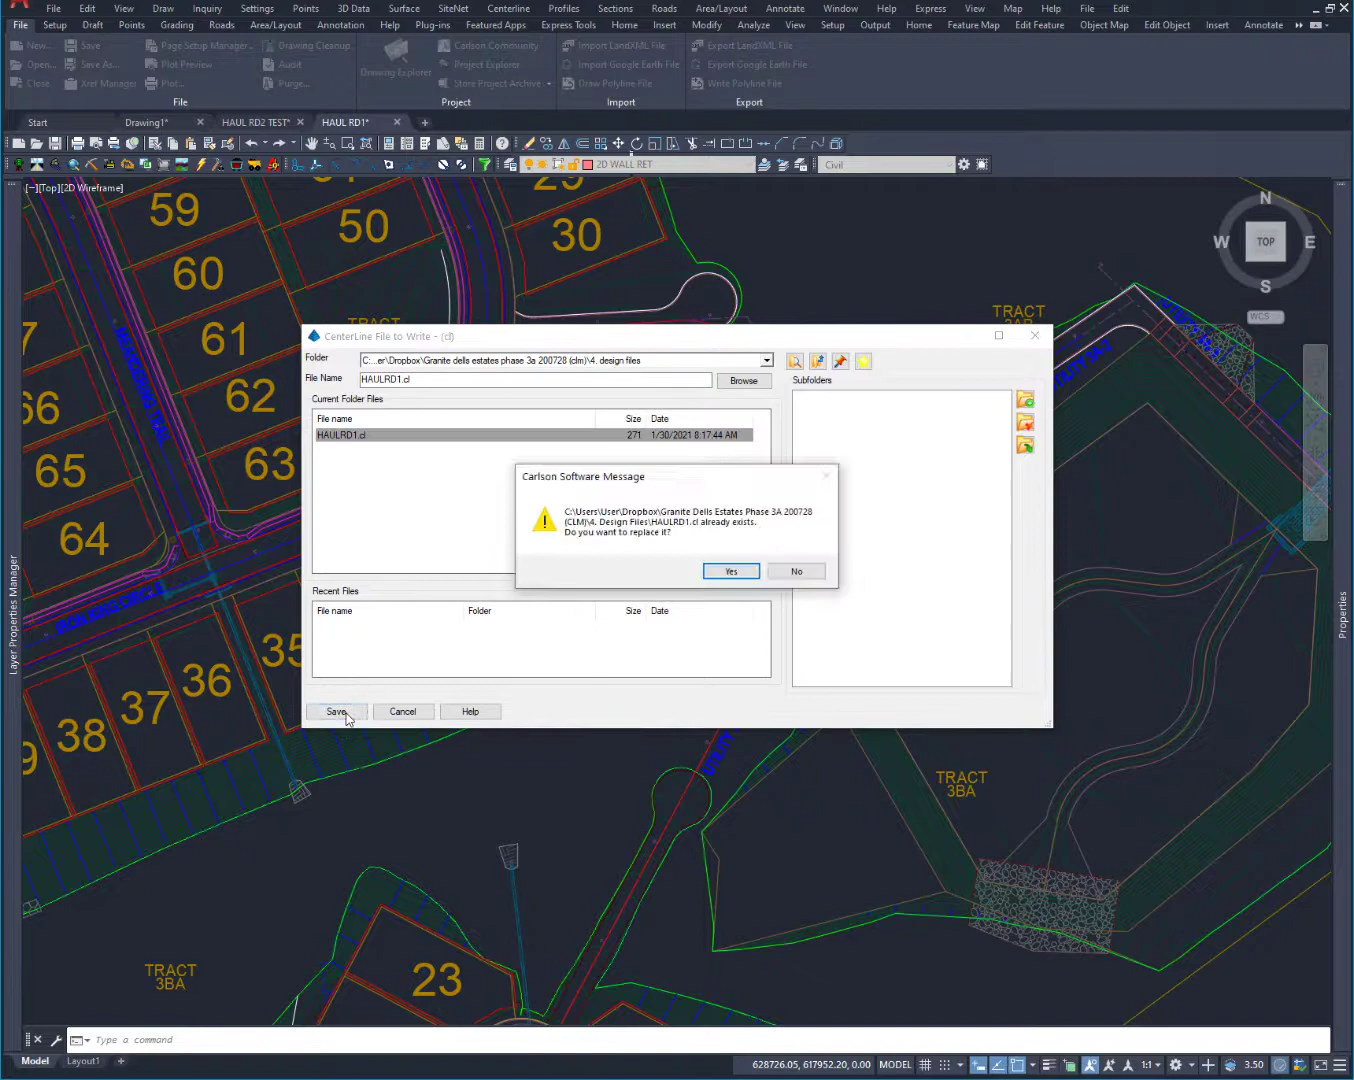 File Edit View Draw Inquiry Settings Points 3D Data Surface SiteNet Centerline Profiles Sections Roads Area/Layout Annotate Window Help Express View Map Help File Edit
File Setup Draft Points Grading Roads Area/Layout Annotation Help Plug-ins Featured Apps Express Tools Home Insert Modify Analyze View Setup Output Home Feature Map Edit Feature Object Map Edit Object Insert Annotate
New... Save Page Setup Manager... Drawing Cleanup... Carlson Community Import LandXML File Export LandXML File
Open... Save As... Plot Preview Audit Drawing Explorer Project Explorer Import Google Earth File Export Google Earth File
Close Xref Manager Plot... Purge... Store Project Archive Draw Polyline File Write Polyline File
File Project Import Export
Start Drawing1* HAUL RD2 TEST* HAUL RD1*
2D WALL RET Civil
[−][Top][2D Wireframe]
59
50
29
30
60
61
62
63
64
65
66
7
MEANDERING TRAIL
IRON KING CIRCLE
TRACT
N
W TOP E
S
WCS
TRACT
CenterLine File to Write - (cl)
Folder C:...er\Dropbox\Granite dells estates phase 3a 200728 (clm)\4. design files
File Name HAULRD1.cl Browse Subfolders
Current Folder Files
File name Size Date
HAULRD1.cl 271 1/30/2021 8:17:44 AM
Carlson Software Message
C:\Users\User\Dropbox\Granite Dells Estates Phase 3A 200728
(CLM)\4. Design Files\HAULRD1.cl already exists.
Do you want to replace it?
Yes No
Recent Files
File name Folder Size Date
Save Cancel Help
Layer Properties Manager
Properties
35
36
37
38
9
UTILITY
TRACT
3BA
TRACT
3BA
23
Type a command
Model Layout1 + 628726.05, 617952.20, 0.00 MODEL 1:1 3.50